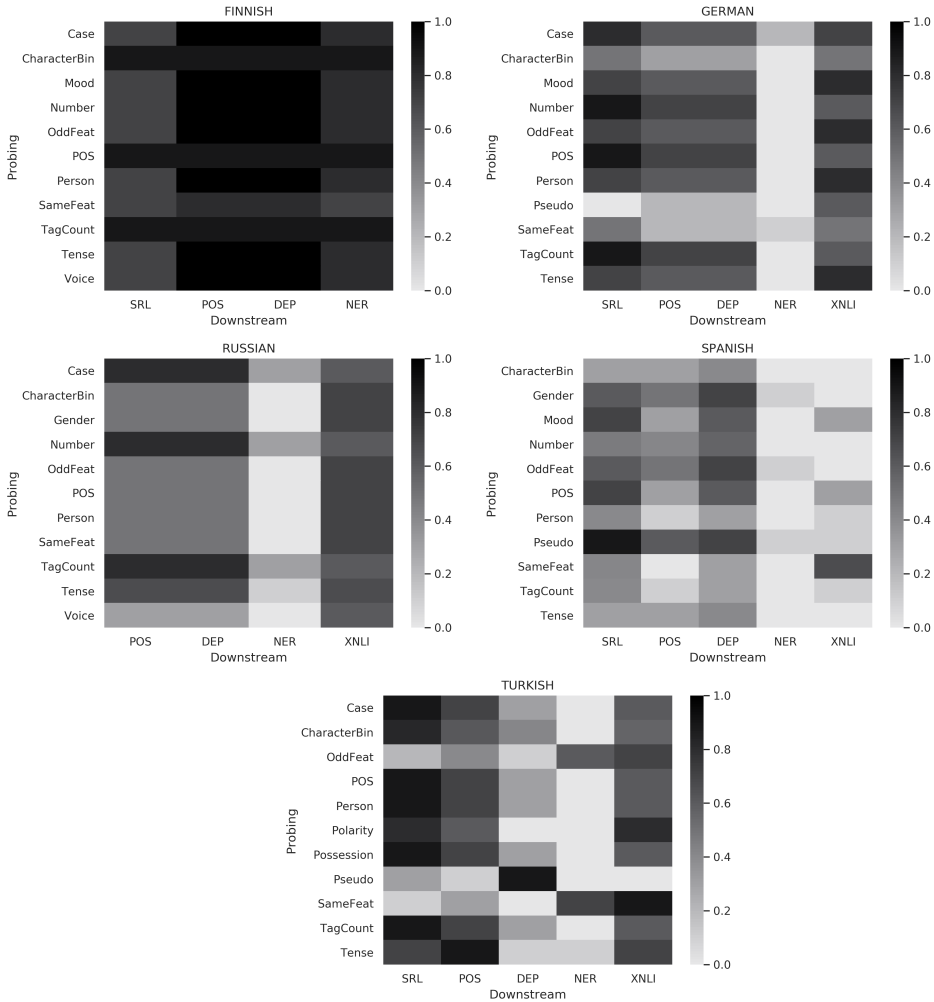 FINNISH
Case
CharacterBin
Mood
Number
OddFeat
POS
Person
SameFeat
TagCount
Tense
Voice
Probing
SRL POS DEP NER
Downstream
1.0
0.8
0.6
0.4
0.2
0.0
GERMAN
Case
CharacterBin
Mood
Number
OddFeat
POS
Person
Pseudo
SameFeat
TagCount
Tense
Probing
SRL POS DEP NER XNLI
Downstream
1.0
0.8
0.6
0.4
0.2
0.0
RUSSIAN
Case
CharacterBin
Gender
Number
OddFeat
POS
Person
SameFeat
TagCount
Tense
Voice
Probing
POS DEP NER XNLI
Downstream
1.0
0.8
0.6
0.4
0.2
0.0
SPANISH
CharacterBin
Gender
Mood
Number
OddFeat
POS
Person
Pseudo
SameFeat
TagCount
Tense
Probing
SRL POS DEP NER XNLI
Downstream
1.0
0.8
0.6
0.4
0.2
0.0
TURKISH
Case
CharacterBin
OddFeat
POS
Person
Polarity
Possession
Pseudo
SameFeat
TagCount
Tense
Probing
SRL POS DEP NER XNLI
Downstream
1.0
0.8
0.6
0.4
0.2
0.0